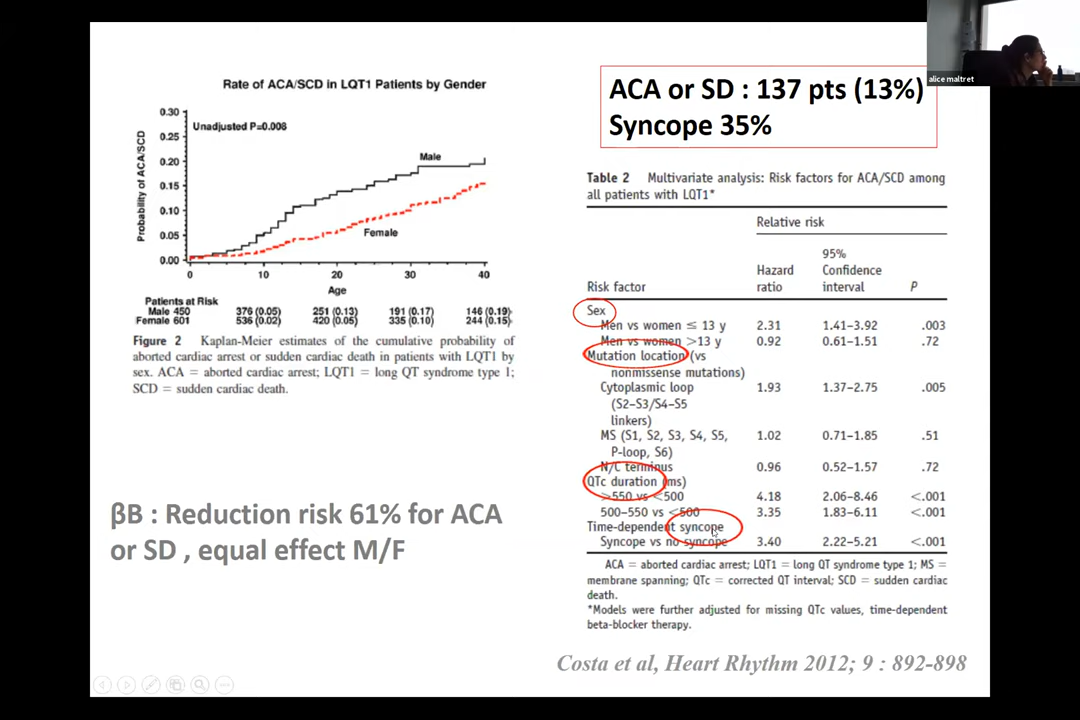 alice maltret
ACA or SD : 137 pts (13%)
Syncope 35%
Rate of ACA/SCD in LQT1 Patients by Gender
Probability of ACA/SCD
0.30
0.25
0.20
0.15
0.10
0.05
0.00
Unadjusted P=0.008
Male
Female
0 10 20 30 40
Age
Patients at Risk
Male 450 376 (0.05) 251 (0.13) 191 (0.17) 146 (0.19)
Female 601 536 (0.02) 420 (0.05) 335 (0.10) 244 (0.15)
Figure 2 Kaplan-Meier estimates of the cumulative probability of
aborted cardiac arrest or sudden cardiac death in patients with LQT1 by
sex. ACA = aborted cardiac arrest; LQT1 = long QT syndrome type 1;
SCD = sudden cardiac death.
βB : Reduction risk 61% for ACA
or SD , equal effect M/F
Table 2 Multivariate analysis: Risk factors for ACA/SCD among
all patients with LQT1*
Relative risk
Risk factor Hazard ratio 95% Confidence interval P
Sex
Men vs women ≤ 13 y 2.31 1.41–3.92 .003
Men vs women >13 y 0.92 0.61–1.51 .72
Mutation location (vs
nonmissense mutations)
Cytoplasmic loop 1.93 1.37–2.75 .005
(S2–S3/S4–S5
linkers)
MS (S1, S2, S3, S4, S5, 1.02 0.71–1.85 .51
P-loop, S6)
N/C terminus 0.96 0.52–1.57 .72
QTc duration (ms)
>550 vs <500 4.18 2.06–8.46 <.001
500–550 vs <500 3.35 1.83–6.11 <.001
Time-dependent syncope
Syncope vs no syncope 3.40 2.22–5.21 <.001
ACA = aborted cardiac arrest; LQT1 = long QT syndrome type 1; MS =
membrane spanning; QTc = corrected QT interval; SCD = sudden cardiac
death.
*Models were further adjusted for missing QTc values, time-dependent
beta-blocker therapy.
Costa et al, Heart Rhythm 2012; 9 : 892-898